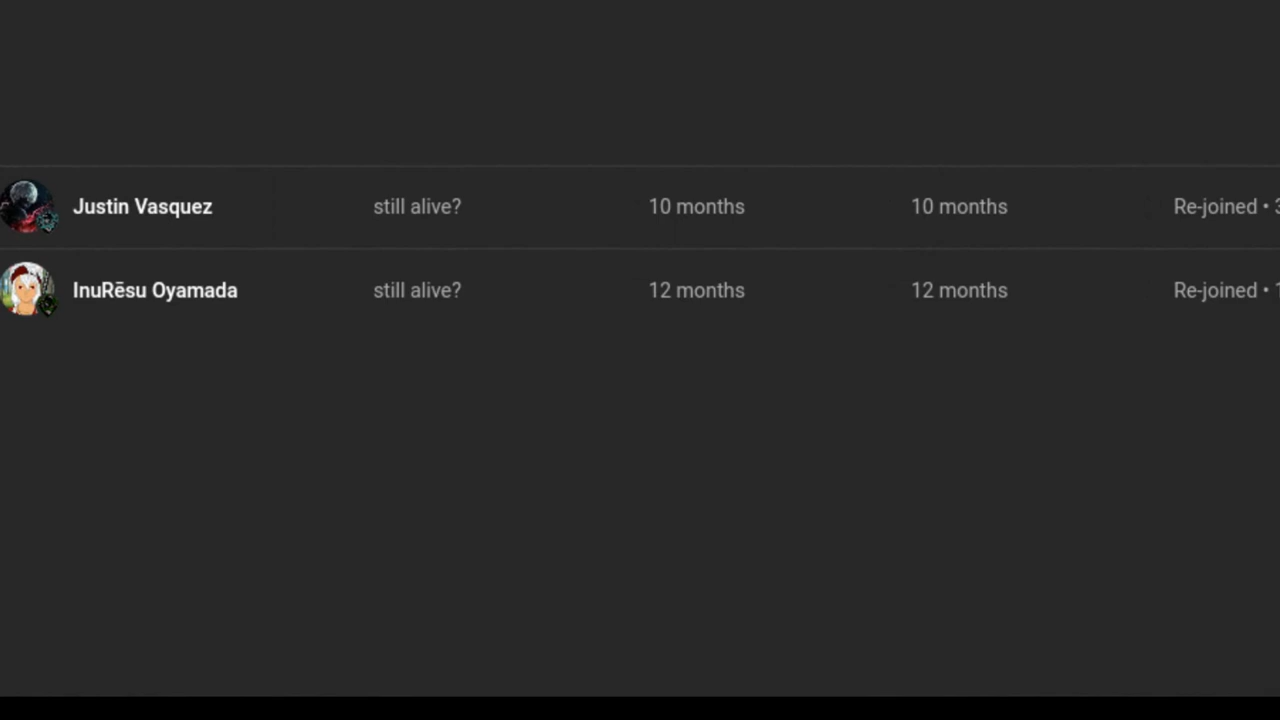 Justin Vasquez still alive? 10 months 10 months Re-joined •
InuRēsu Oyamada still alive? 12 months 12 months Re-joined •